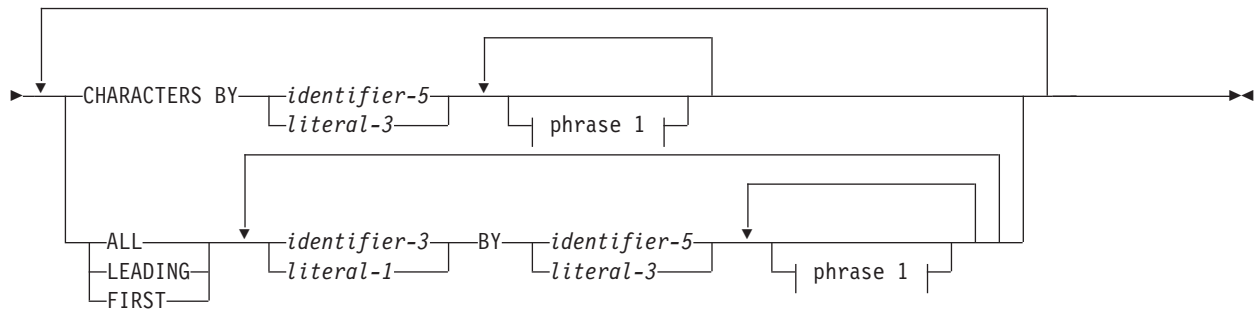 CHARACTERS BY identifier-5
literal-3
phrase 1
ALL identifier-3 BY identifier-5
LEADING literal-1 literal-3
phrase 1
FIRST